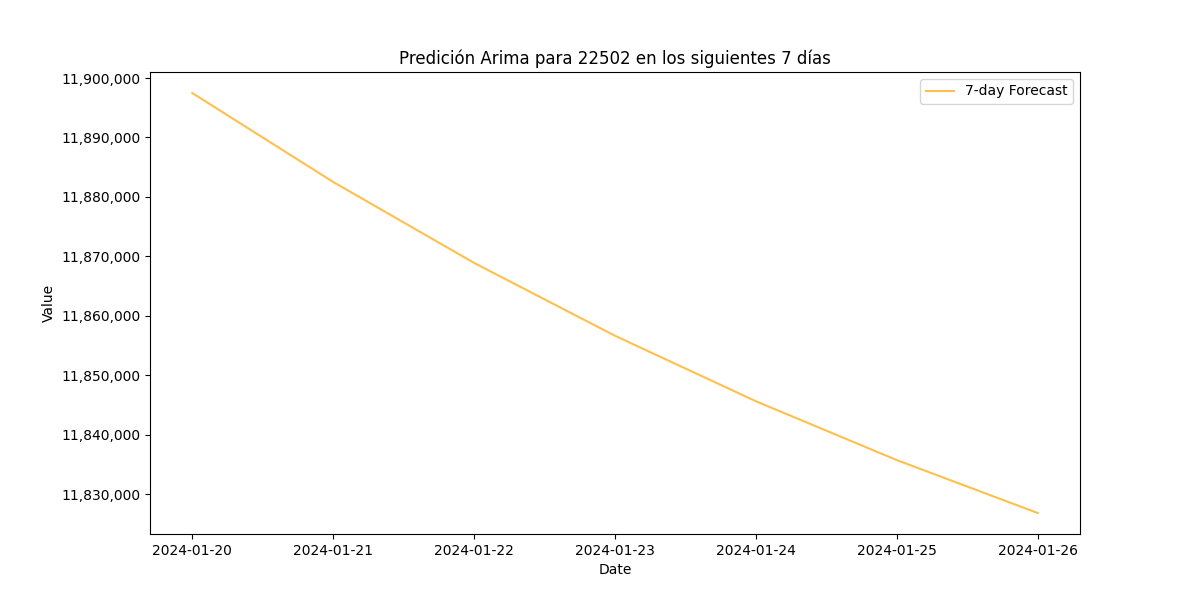 Predición Arima para 22502 en los siguientes 7 días
7-day Forecast
11,900,000
11,890,000
11,880,000
11,870,000
11,860,000
11,850,000
11,840,000
11,830,000
Value
2024-01-20 2024-01-21 2024-01-22 2024-01-23 2024-01-24 2024-01-25 2024-01-26
Date